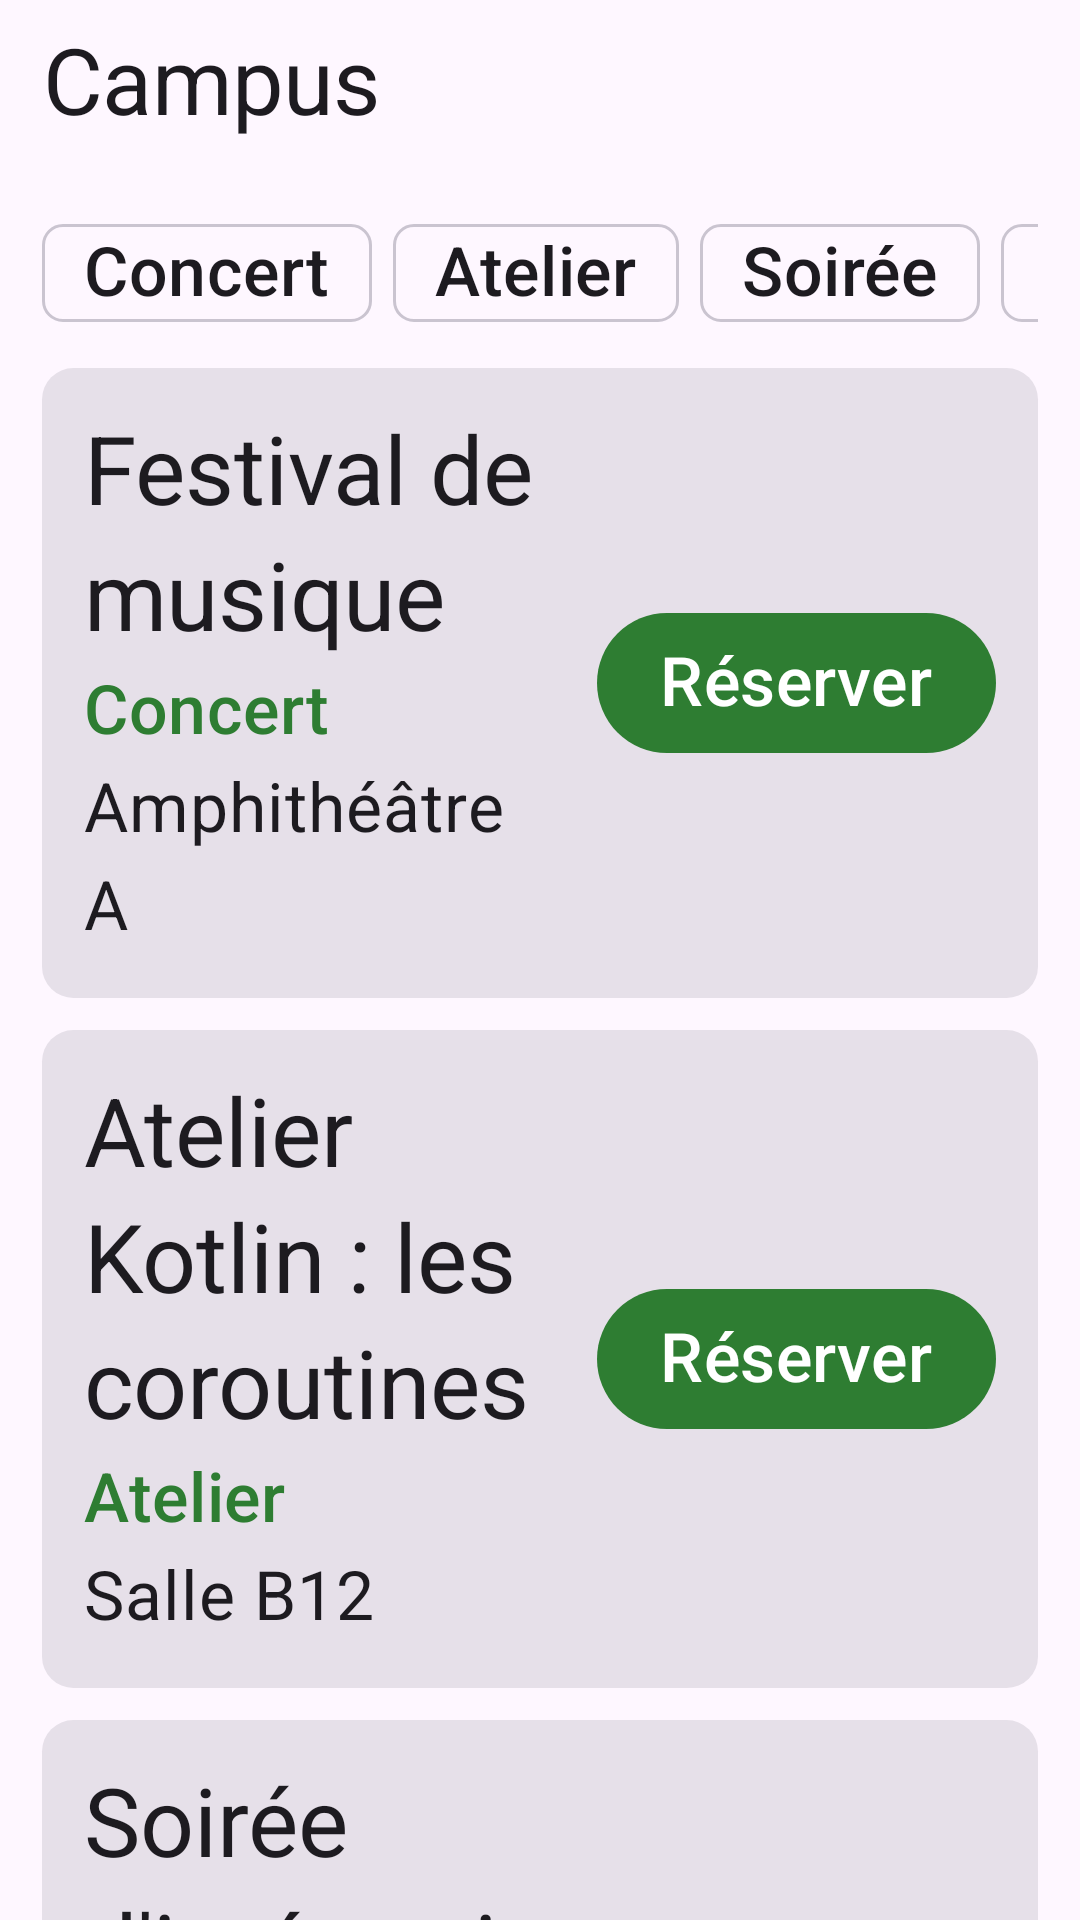 Campus
Concert
Atelier
Soirée
Festival de
musique
Concert
Amphithéâtre
A
Réserver
Atelier
Kotlin : les
coroutines
Atelier
Salle B12
Réserver
Soirée